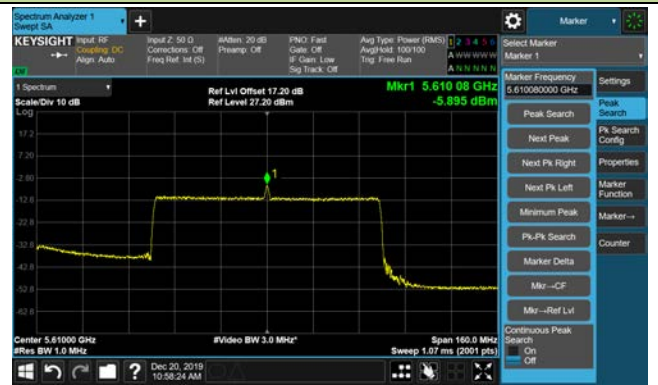 Spectrum Analyzer 1
Swept SA
Marker
KEYSIGHT
Input: RF
Coupling: DC
Align: Auto
Input Z: 50 Ω
Corrections: Off
Freq Ref: Int (S)
#Atten: 20 dB
Preamp: Off
PNO: Fast
Gate: Off
IF Gain: Low
Sig Track: Off
Avg Type: Power (RMS)
Avg|Hold: 100/100
Trig: Free Run
1 2 3 4 5 6
A W W W W W
A N N N N N
Select Marker
Marker 1
1 Spectrum
Scale/Div 10 dB
Log
Ref Lvl Offset 17.20 dB
Ref Level 27.20 dBm
Mkr1 5.610 08 GHz
-5.895 dBm
17.2
7.20
-2.80
-12.8
-22.8
-32.8
-42.8
-52.8
-62.8
1
Center 5.61000 GHz
#Res BW 1.0 MHz
#Video BW 3.0 MHz*
Span 160.0 MHz
Sweep 1.07 ms (2001 pts)
Marker Frequency
5.610080000 GHz
Peak Search
Next Peak
Next Pk Right
Next Pk Left
Minimum Peak
Pk-Pk Search
Marker Delta
Mkr→CF
Mkr→Ref Lvl
Continuous Peak
Search
On
Off
Settings
Peak
Search
Pk Search
Config
Properties
Marker
Function
Marker→
Counter
?
Dec 20, 2019
10:58:24 AM